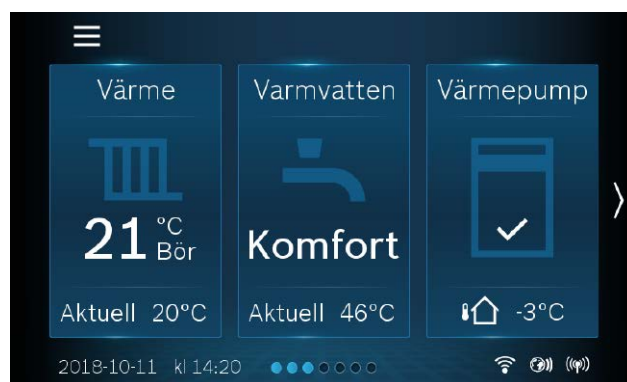 Värme
Varmvatten
Värmepump
21 °C
Bör
Komfort
Aktuell 20°C
Aktuell 46°C
-3°C
2018-10-11 kl 14:20